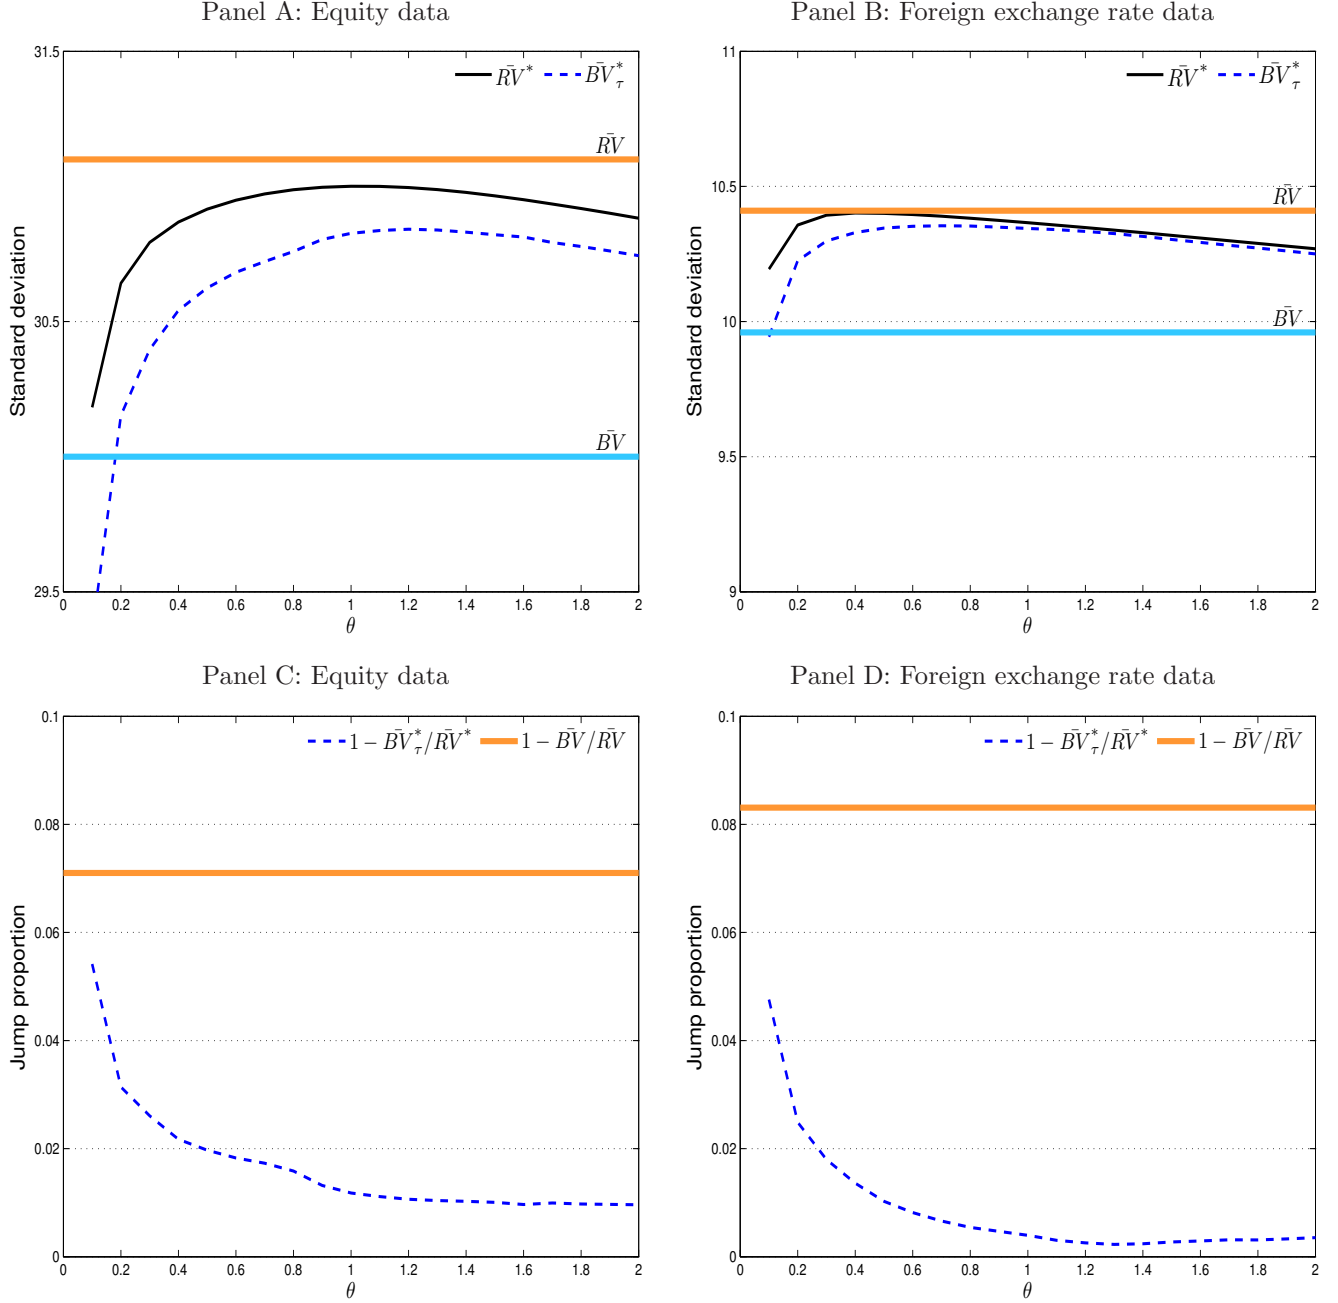 Panel A: Equity data
31.5
R̄V* B̄V*τ
R̄V
30.5
B̄V
29.5
0 0.2 0.4 0.6 0.8 1 1.2 1.4 1.6 1.8 2
θ
Standard deviation
Panel B: Foreign exchange rate data
11
R̄V* B̄V*τ
10.5
R̄V
10
B̄V
9.5
9
0 0.2 0.4 0.6 0.8 1 1.2 1.4 1.6 1.8 2
θ
Standard deviation
Panel C: Equity data
0.1
1 − B̄V*τ/R̄V* 1 − B̄V/R̄V
0.08
0.06
0.04
0.02
0
0 0.2 0.4 0.6 0.8 1 1.2 1.4 1.6 1.8 2
θ
Jump proportion
Panel D: Foreign exchange rate data
0.1
1 − B̄V*τ/R̄V* 1 − B̄V/R̄V
0.08
0.06
0.04
0.02
0
0 0.2 0.4 0.6 0.8 1 1.2 1.4 1.6 1.8 2
θ
Jump proportion